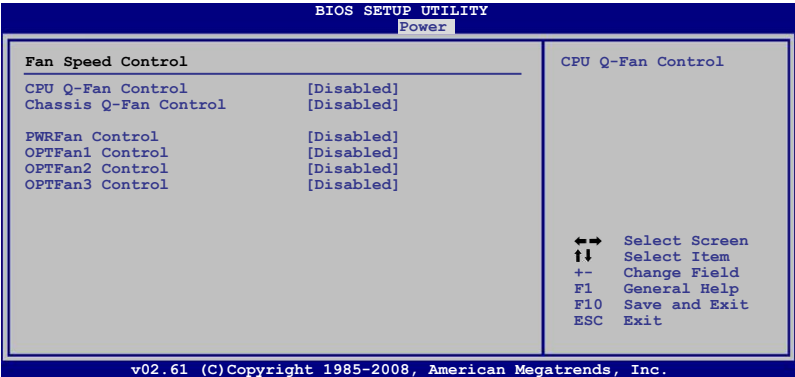 BIOS SETUP UTILITY
Power
Fan Speed Control
CPU Q-Fan Control [Disabled]
Chassis Q-Fan Control [Disabled]
PWRFan Control [Disabled]
OPTFan1 Control [Disabled]
OPTFan2 Control [Disabled]
OPTFan3 Control [Disabled]
CPU Q-Fan Control
←→ Select Screen
↑↓ Select Item
+- Change Field
F1 General Help
F10 Save and Exit
ESC Exit
v02.61 (C)Copyright 1985-2008, American Megatrends, Inc.